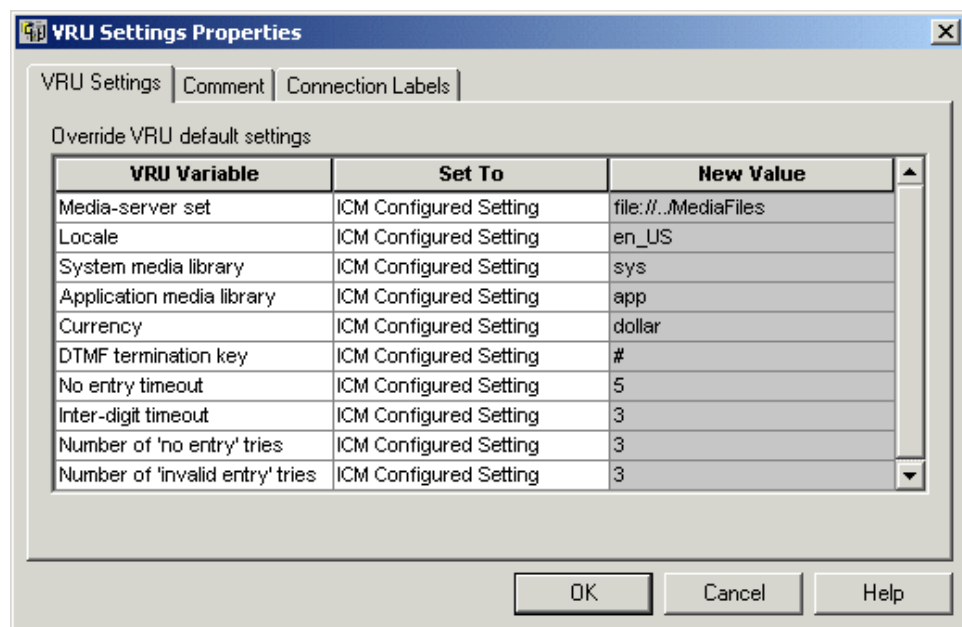 VRU Settings Properties
VRU Settings Comment Connection Labels
Override VRU default settings
VRU Variable Set To New Value
Media-server set ICM Configured Setting file://../MediaFiles
Locale ICM Configured Setting en_US
System media library ICM Configured Setting sys
Application media library ICM Configured Setting app
Currency ICM Configured Setting dollar
DTMF termination key ICM Configured Setting #
No entry timeout ICM Configured Setting 5
Inter-digit timeout ICM Configured Setting 3
Number of 'no entry' tries ICM Configured Setting 3
Number of 'invalid entry' tries ICM Configured Setting 3
OK Cancel Help